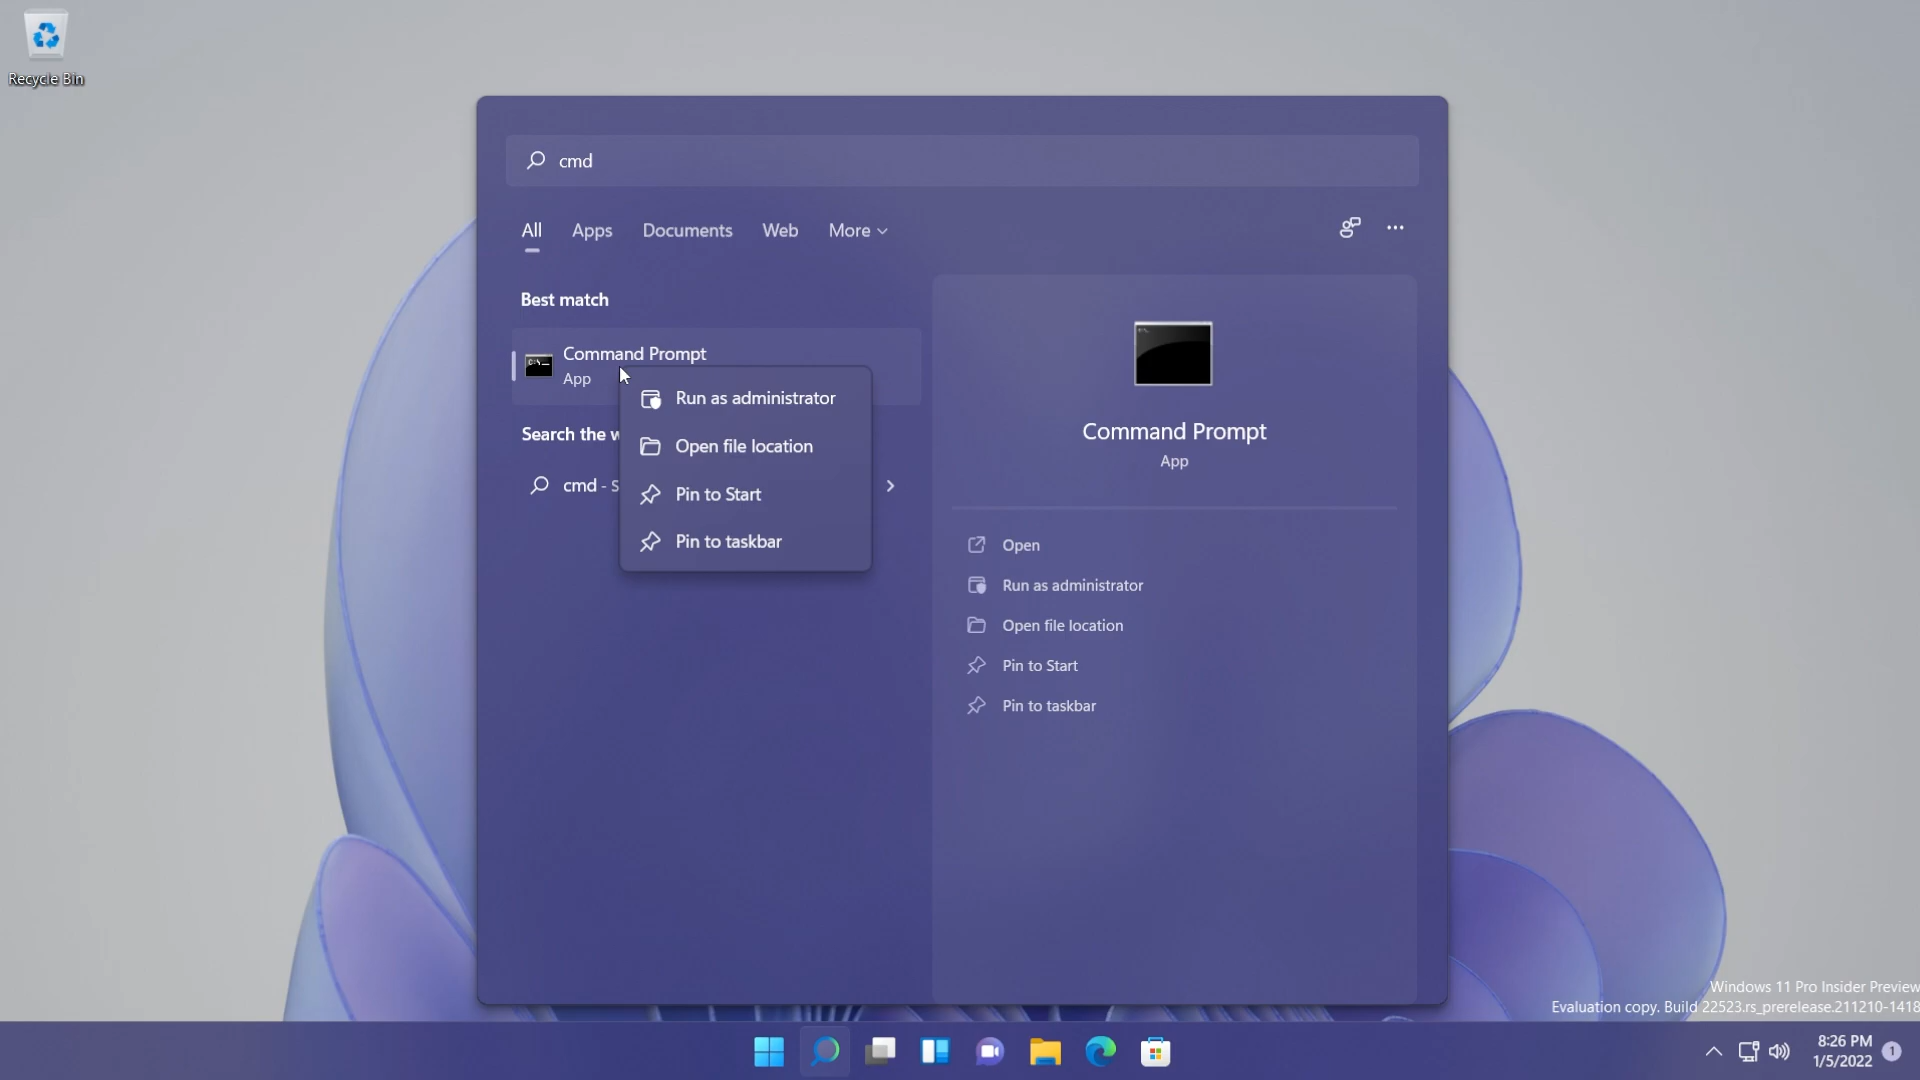 Recycle Bin
cmd
All Apps Documents Web More
Best match
Command Prompt
App
Run as administrator
Open file location
Pin to Start
Pin to taskbar
Search the w
cmd - S
Command Prompt
App
Open
Run as administrator
Open file location
Pin to Start
Pin to taskbar
Windows 11 Pro Insider Preview
Evaluation copy. Build 22523.rs_prerelease.211210-1418
8:26 PM
1/5/2022
1